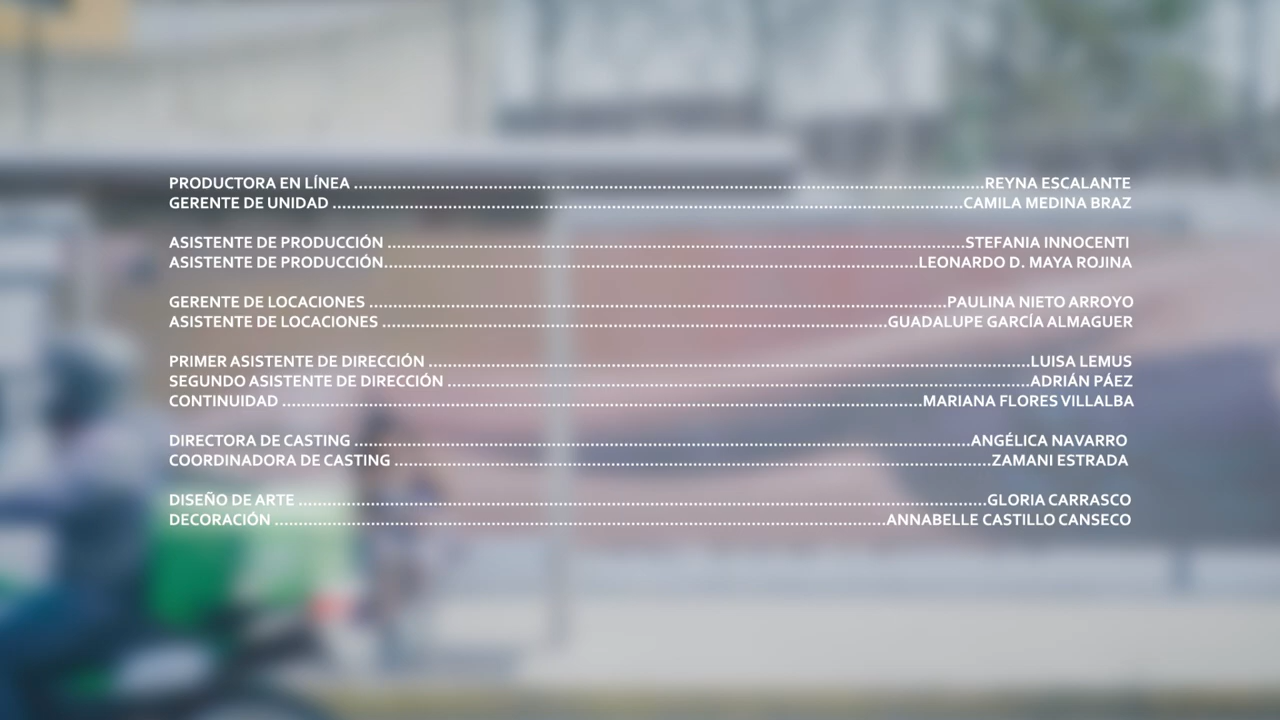 PRODUCTORA EN LÍNEA ........................REYNA ESCALANTE
GERENTE DE UNIDAD ........................CAMILA MEDINA BRAZ
ASISTENTE DE PRODUCCIÓN ........................STEFANIA INNOCENTI
ASISTENTE DE PRODUCCIÓN........................LEONARDO D. MAYA ROJINA
GERENTE DE LOCACIONES ........................PAULINA NIETO ARROYO
ASISTENTE DE LOCACIONES ........................GUADALUPE GARCÍA ALMAGUER
PRIMER ASISTENTE DE DIRECCIÓN ........................LUISA LEMUS
SEGUNDO ASISTENTE DE DIRECCIÓN ........................ADRIÁN PÁEZ
CONTINUIDAD ........................MARIANA FLORES VILLALBA
DIRECTORA DE CASTING ........................ANGÉLICA NAVARRO
COORDINADORA DE CASTING ........................ZAMANI ESTRADA
DISEÑO DE ARTE ........................GLORIA CARRASCO
DECORACIÓN ........................ANNABELLE CASTILLO CANSECO